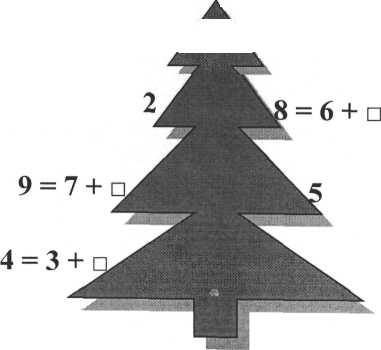 2
8 = 6 + □
9 = 7 + □
5
4 = 3 + □